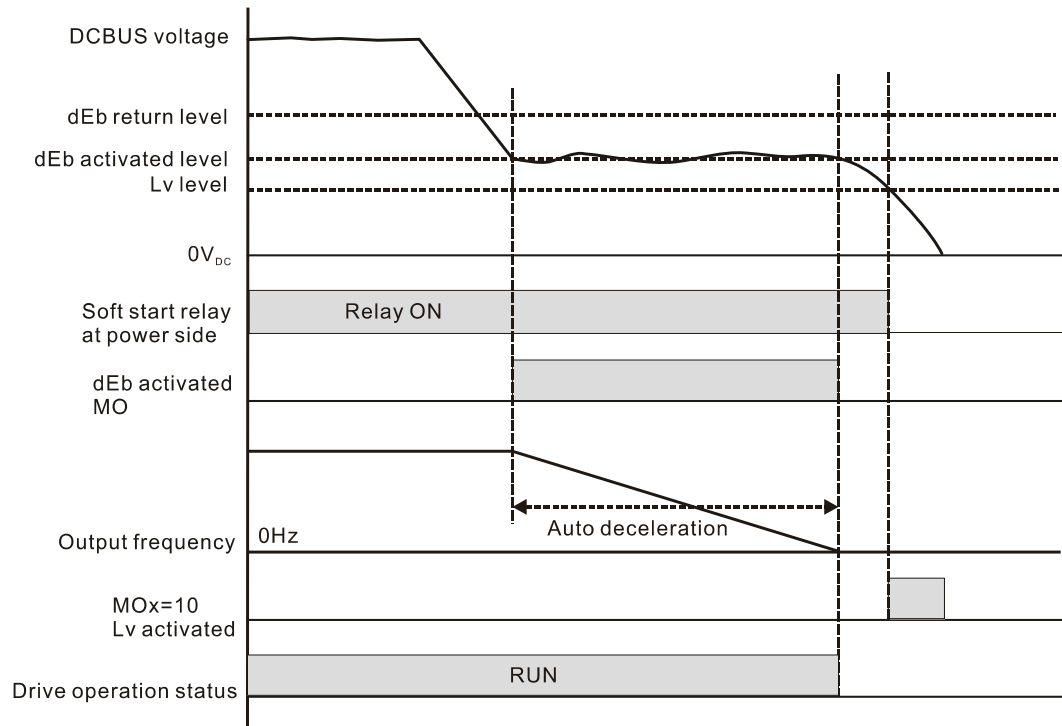 DCBUS voltage
dEb return level
dEb activated level
Lv level
0VDC
Soft start relay
at power side
Relay ON
dEb activated
MO
Auto deceleration
Output frequency
0Hz
MOx=10
Lv activated
RUN
Drive operation status